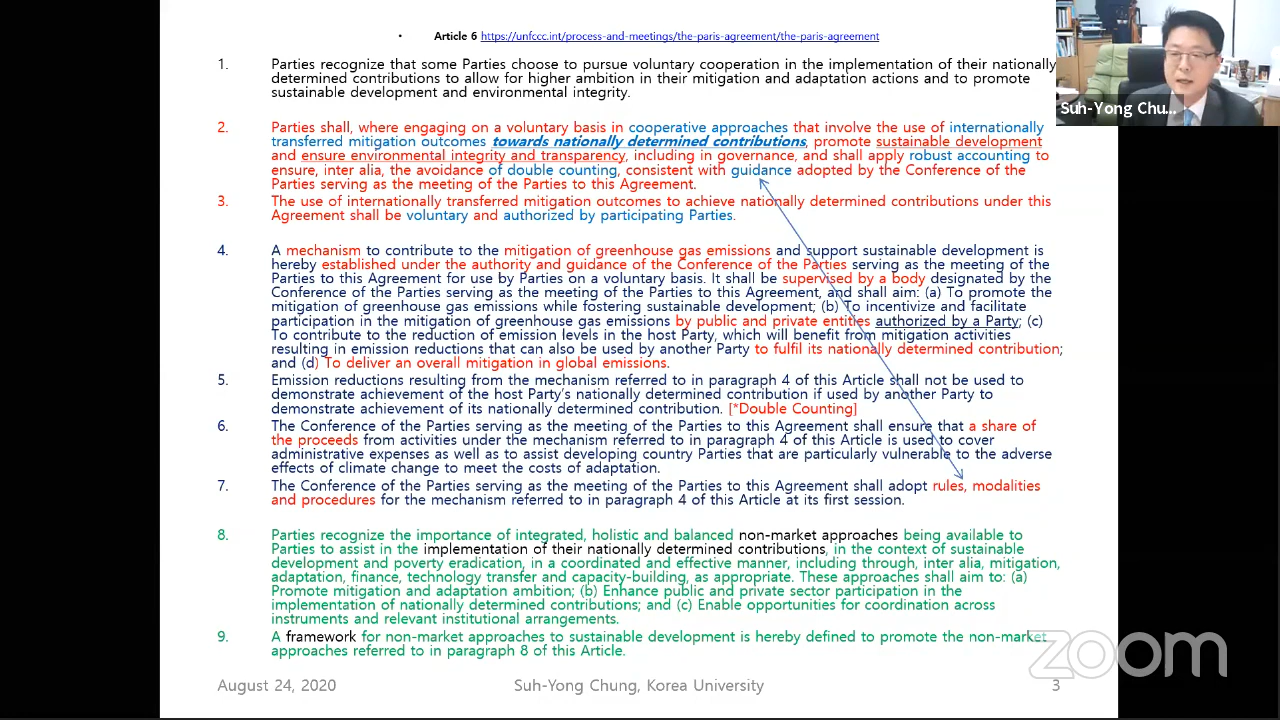 • Article 6 https://unfccc.int/process-and-meetings/the-paris-agreement/the-paris-agreement
1. Parties recognize that some Parties choose to pursue voluntary cooperation in the implementation of their nationally
determined contributions to allow for higher ambition in their mitigation and adaptation actions and to promote
sustainable development and environmental integrity.
Suh-Yong Chu...
2. Parties shall, where engaging on a voluntary basis in cooperative approaches that involve the use of internationally
transferred mitigation outcomes towards nationally determined contributions, promote sustainable development
and ensure environmental integrity and transparency, including in governance, and shall apply robust accounting to
ensure, inter alia, the avoidance of double counting, consistent with guidance adopted by the Conference of the
Parties serving as the meeting of the Parties to this Agreement.
3. The use of internationally transferred mitigation outcomes to achieve nationally determined contributions under this
Agreement shall be voluntary and authorized by participating Parties.
4. A mechanism to contribute to the mitigation of greenhouse gas emissions and support sustainable development is
hereby established under the authority and guidance of the Conference of the Parties serving as the meeting of the
Parties to this Agreement for use by Parties on a voluntary basis. It shall be supervised by a body designated by the
Conference of the Parties serving as the meeting of the Parties to this Agreement, and shall aim: (a) To promote the
mitigation of greenhouse gas emissions while fostering sustainable development; (b) To incentivize and facilitate
participation in the mitigation of greenhouse gas emissions by public and private entities authorized by a Party; (c)
To contribute to the reduction of emission levels in the host Party, which will benefit from mitigation activities
resulting in emission reductions that can also be used by another Party to fulfil its nationally determined contribution;
and (d) To deliver an overall mitigation in global emissions.
5. Emission reductions resulting from the mechanism referred to in paragraph 4 of this Article shall not be used to
demonstrate achievement of the host Party's nationally determined contribution if used by another Party to
demonstrate achievement of its nationally determined contribution. [*Double Counting]
6. The Conference of the Parties serving as the meeting of the Parties to this Agreement shall ensure that a share of
the proceeds from activities under the mechanism referred to in paragraph 4 of this Article is used to cover
administrative expenses as well as to assist developing country Parties that are particularly vulnerable to the adverse
effects of climate change to meet the costs of adaptation.
7. The Conference of the Parties serving as the meeting of the Parties to this Agreement shall adopt rules, modalities
and procedures for the mechanism referred to in paragraph 4 of this Article at its first session.
8. Parties recognize the importance of integrated, holistic and balanced non-market approaches being available to
Parties to assist in the implementation of their nationally determined contributions, in the context of sustainable
development and poverty eradication, in a coordinated and effective manner, including through, inter alia, mitigation,
adaptation, finance, technology transfer and capacity-building, as appropriate. These approaches shall aim to: (a)
Promote mitigation and adaptation ambition; (b) Enhance public and private sector participation in the
implementation of nationally determined contributions; and (c) Enable opportunities for coordination across
instruments and relevant institutional arrangements.
9. A framework for non-market approaches to sustainable development is hereby defined to promote the non-market
approaches referred to in paragraph 8 of this Article.
zoom
August 24, 2020 Suh-Yong Chung, Korea University 3